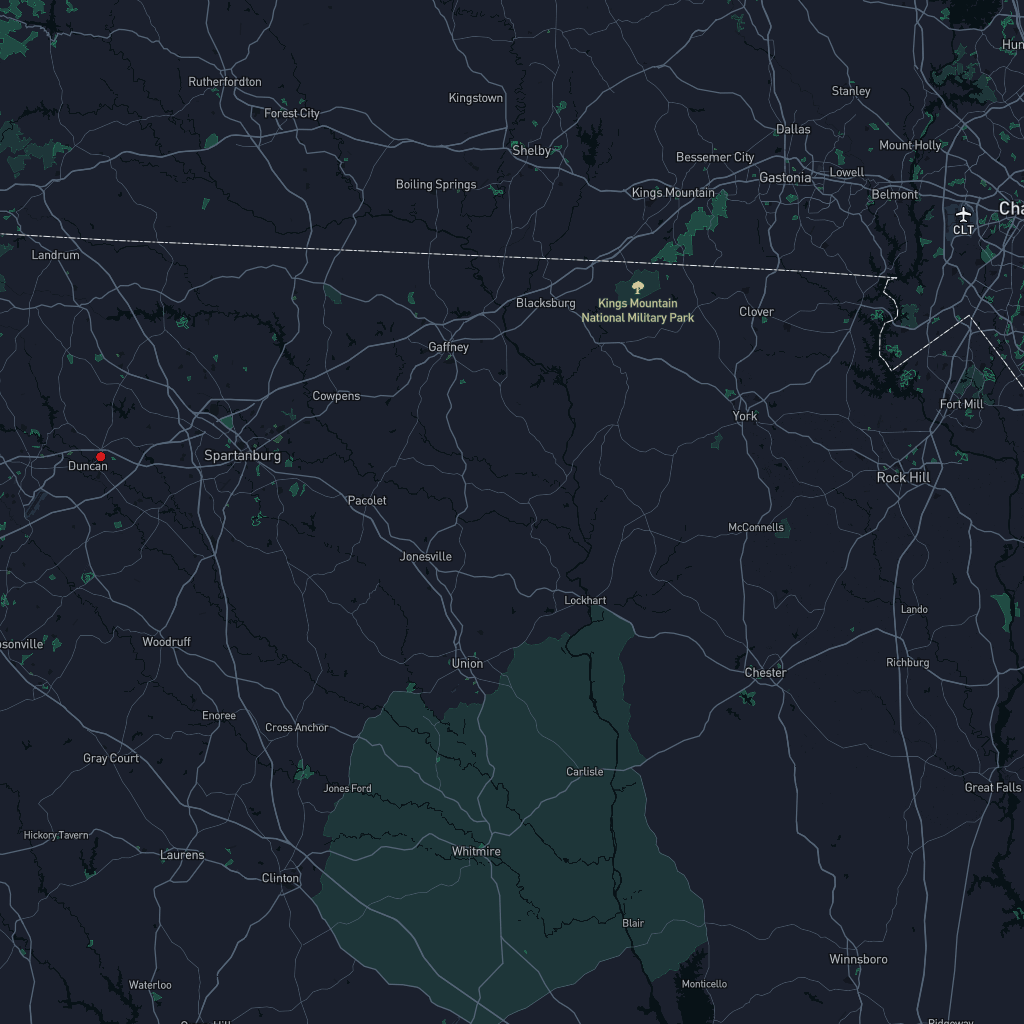 Rutherfordton
Forest City
Kingstown
Stanley
Dallas
Mount Holly
Shelby
Bessemer City
Gastonia
Lowell
Boiling Springs
Kings Mountain
Belmont
CLT
Landrum
Blacksburg
Kings Mountain
National Military Park
Clover
Gaffney
Cowpens
York
Fort Mill
Duncan
Spartanburg
Rock Hill
Pacolet
McConnells
Jonesville
Lockhart
Lando
Woodruff
Union
Richburg
Chester
Enoree
Cross Anchor
Gray Court
Carlisle
Jones Ford
Great Falls
Hickory Tavern
Laurens
Whitmire
Clinton
Blair
Winnsboro
Waterloo
Monticello